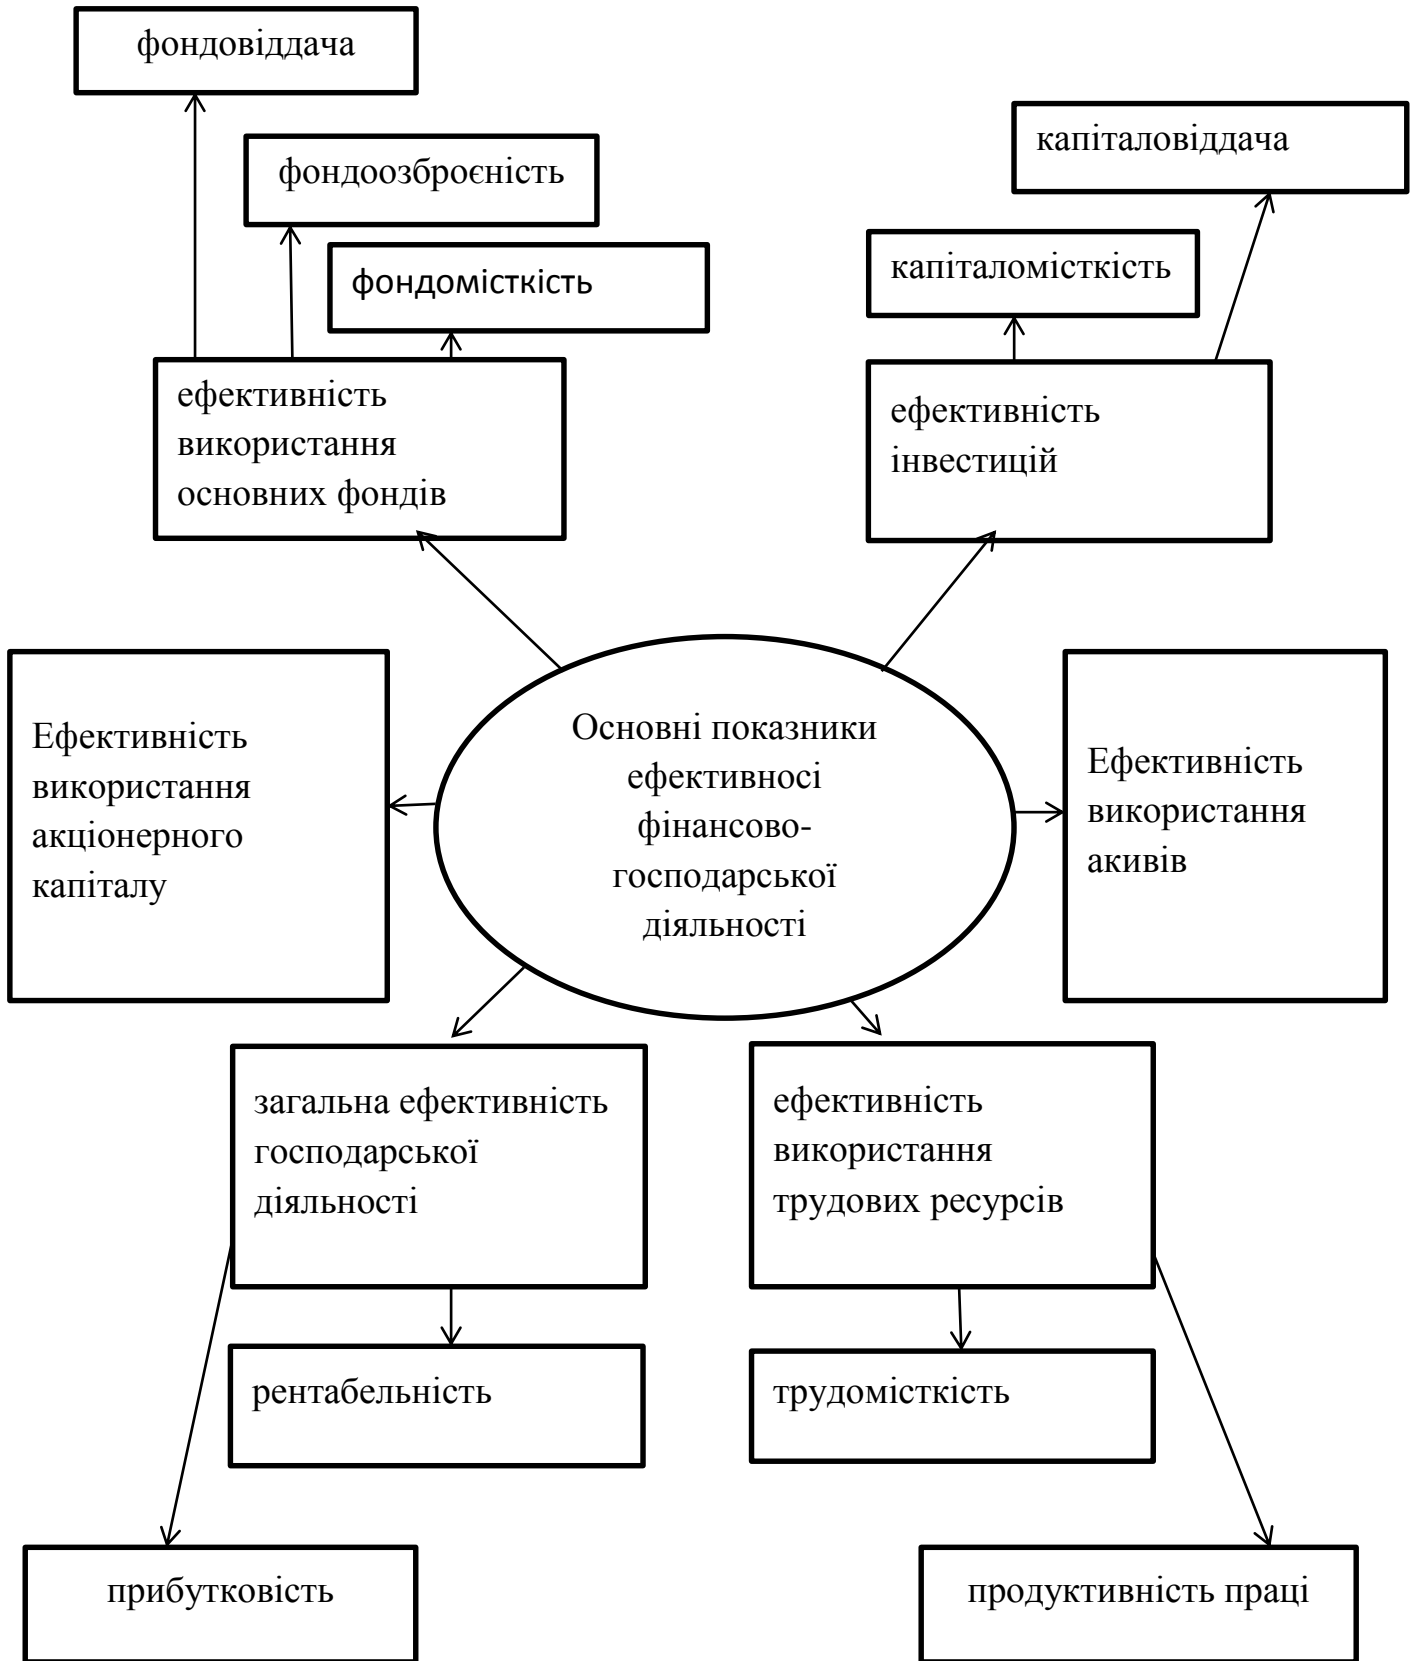 фондовіддача
капіталовіддача
фондоозброєність
капіталомісткість
фондомісткість
ефективність
використання
основних фондів
ефективність
інвестицій
Ефективність
використання
акціонерного
капіталу
Основні показники
ефективносі
фінансово-
господарської
діяльності
Ефективність
використання
акивів
загальна ефективність
господарської
діяльності
ефективність
використання
трудових ресурсів
рентабельність
трудомісткість
прибутковість
продуктивність праці